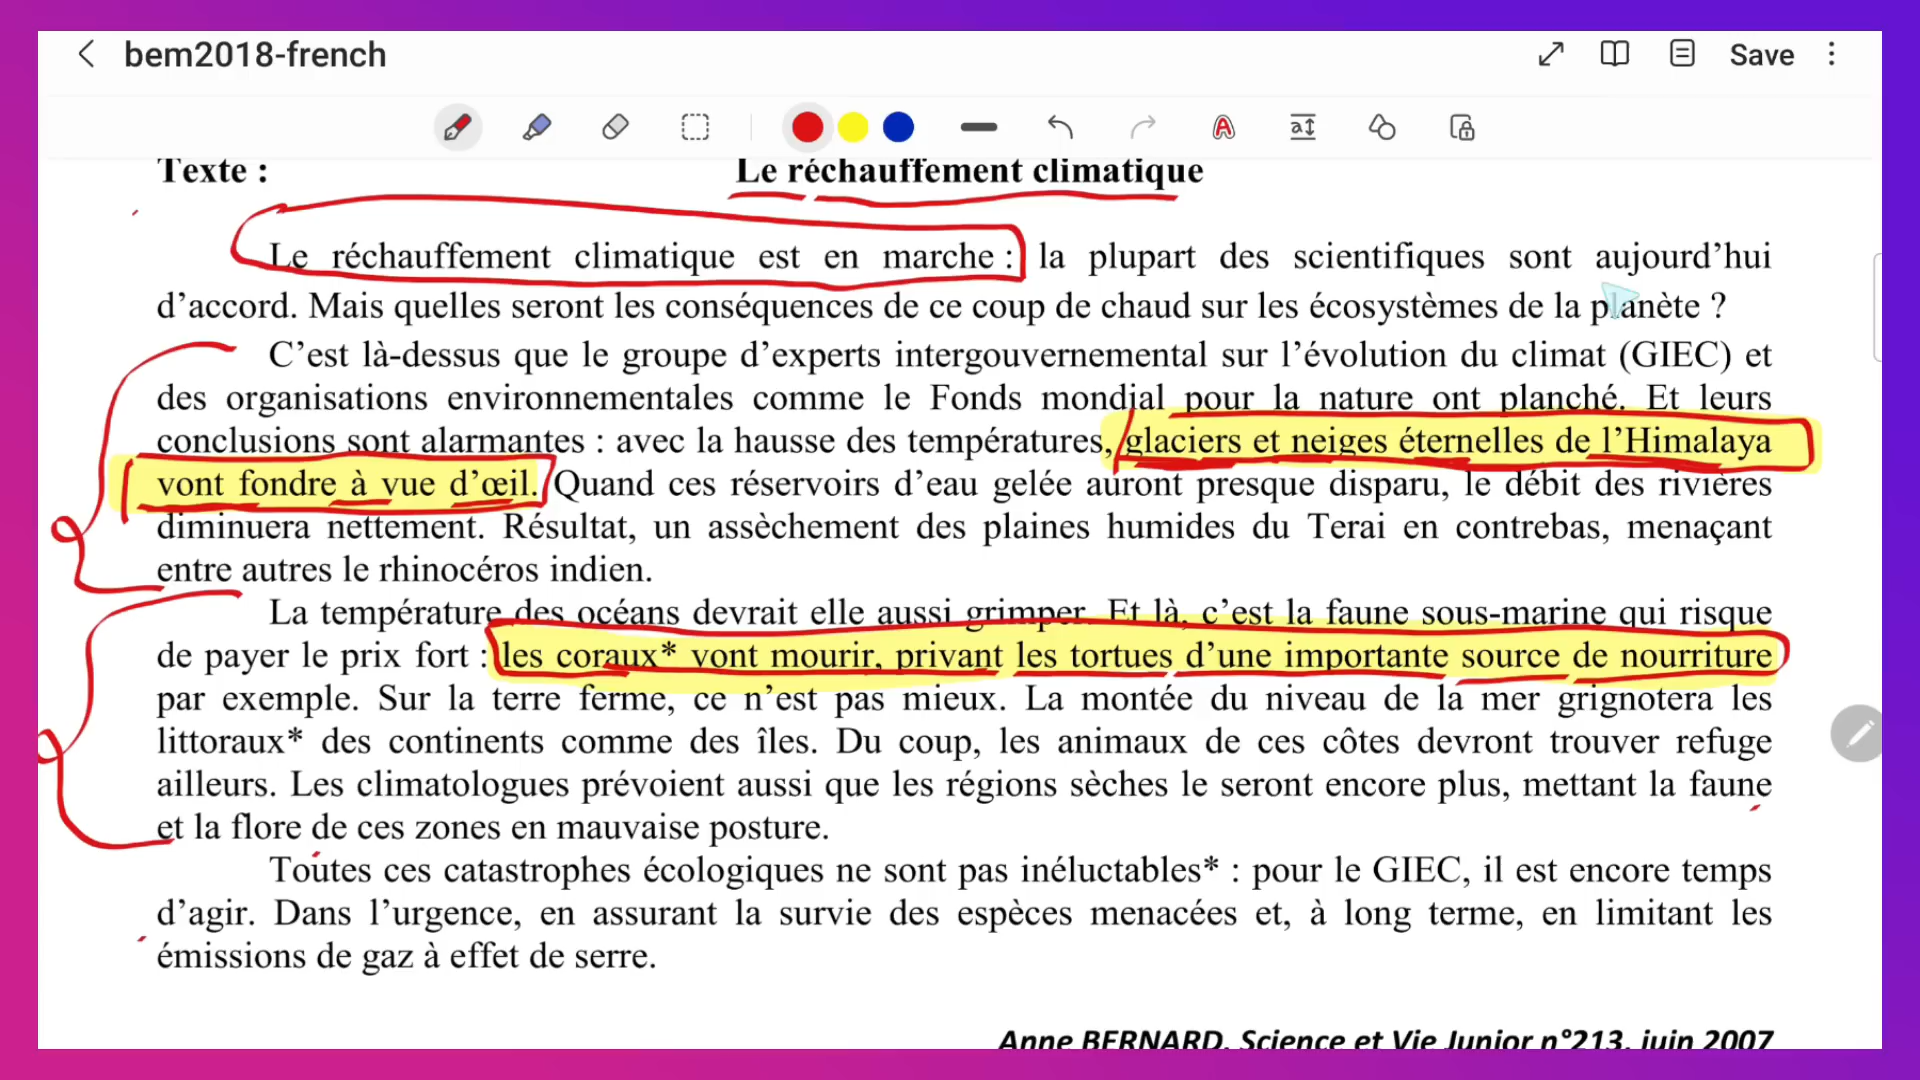 bem2018-french
Save
Texte : Le réchauffement climatique
Le réchauffement climatique est en marche : la plupart des scientifiques sont aujourd’hui
d’accord. Mais quelles seront les conséquences de ce coup de chaud sur les écosystèmes de la planète ?
C’est là-dessus que le groupe d’experts intergouvernemental sur l’évolution du climat (GIEC) et
des organisations environnementales comme le Fonds mondial pour la nature ont planché. Et leurs
conclusions sont alarmantes : avec la hausse des températures, glaciers et neiges éternelles de l’Himalaya
vont fondre à vue d’œil. Quand ces réservoirs d’eau gelée auront presque disparu, le débit des rivières
diminuera nettement. Résultat, un assèchement des plaines humides du Terai en contrebas, menaçant
entre autres le rhinocéros indien.
La température des océans devrait elle aussi grimper. Et là, c’est la faune sous-marine qui risque
de payer le prix fort : les coraux* vont mourir, privant les tortues d’une importante source de nourriture
par exemple. Sur la terre ferme, ce n’est pas mieux. La montée du niveau de la mer grignotera les
littoraux* des continents comme des îles. Du coup, les animaux de ces côtes devront trouver refuge
ailleurs. Les climatologues prévoient aussi que les régions sèches le seront encore plus, mettant la faune
et la flore de ces zones en mauvaise posture.
Toutes ces catastrophes écologiques ne sont pas inéluctables* : pour le GIEC, il est encore temps
d’agir. Dans l’urgence, en assurant la survie des espèces menacées et, à long terme, en limitant les
émissions de gaz à effet de serre.
Anne BERNARD, Science et Vie Junior n°213, juin 2007